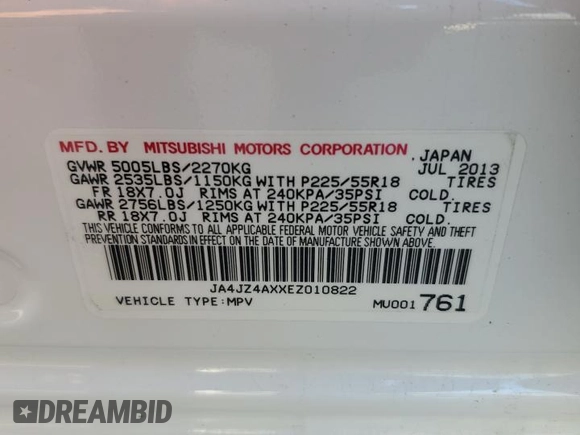 MFD. BY MITSUBISHI MOTORS CORPORATION. JAPAN
GVWR 5005LBS/2270KG JUL 2013
GAWR 2535LBS/1150KG WITH P225/55R18 TIRES
FR 18X7.0J RIMS AT 240KPA/35PSI COLD.
GAWR 2756LBS/1250KG WITH P225/55R18 TIRES
RR 18X7.0J RIMS AT 240KPA/35PSI COLD.
THIS VEHICLE CONFORMS TO ALL APPLICABLE FEDERAL MOTOR VEHICLE SAFETY AND THEFT
PREVENTION STANDARDS IN EFFECT ON THE DATE OF MANUFACTURE SHOWN ABOVE.
JA4JZ4AXXEZ010822
VEHICLE TYPE:MPV MU001 761
DREAMBID